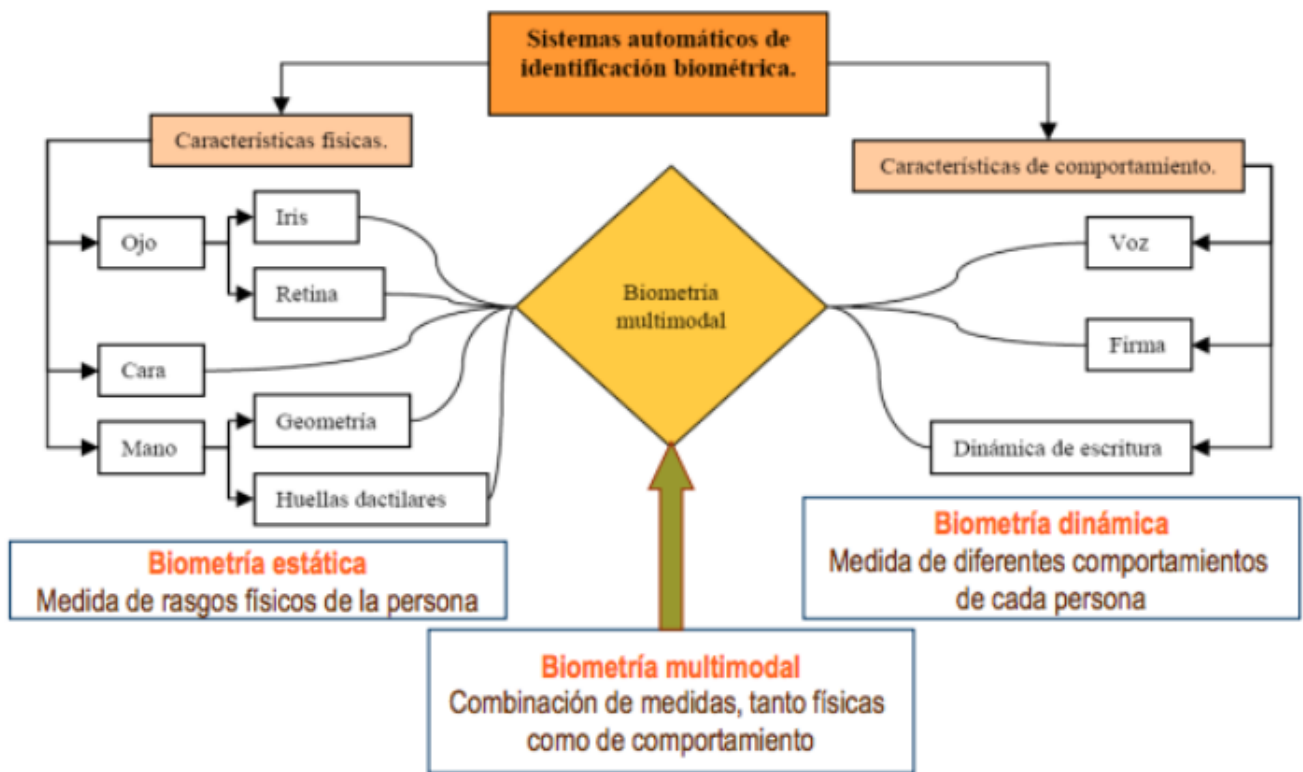 Sistemas automáticos de
identificación biométrica.
Características físicas.
Características de comportamiento.
Ojo
Iris
Retina
Cara
Mano
Geometría
Huellas dactilares
Biometría
multimodal
Voz
Firma
Dinámica de escritura
Biometría estática
Medida de rasgos físicos de la persona
Biometría dinámica
Medida de diferentes comportamientos
de cada persona
Biometría multimodal
Combinación de medidas, tanto físicas
como de comportamiento